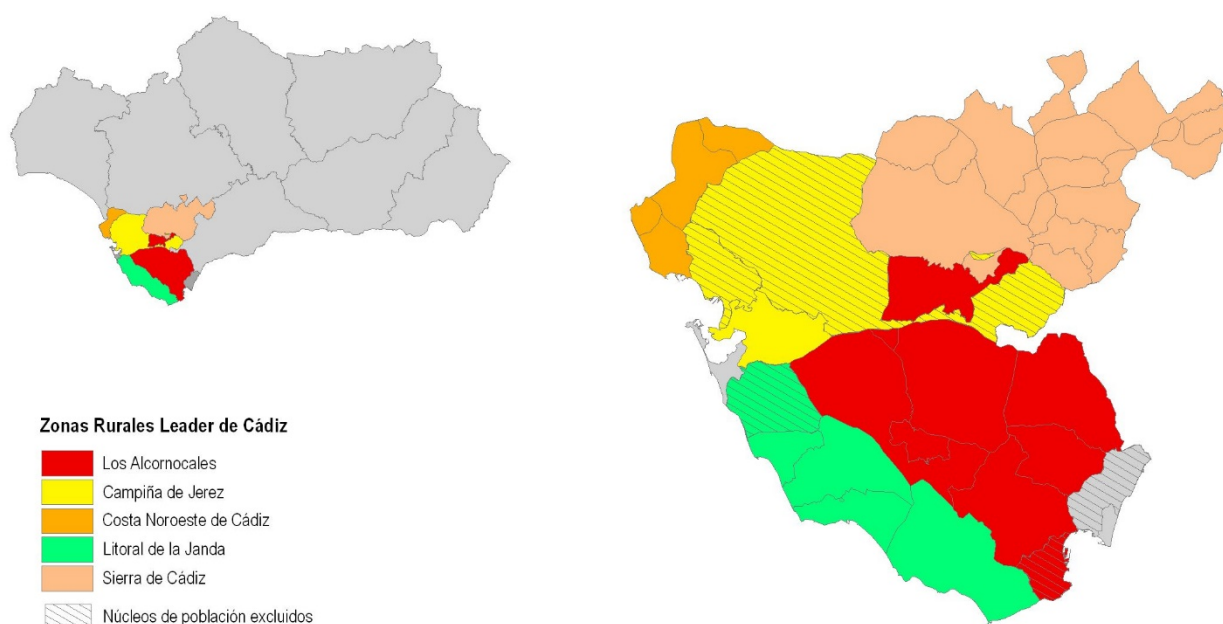 Zonas Rurales Leader de Cádiz
Los Alcornocales
Campiña de Jerez
Costa Noroeste de Cádiz
Litoral de la Janda
Sierra de Cádiz
Núcleos de población excluidos